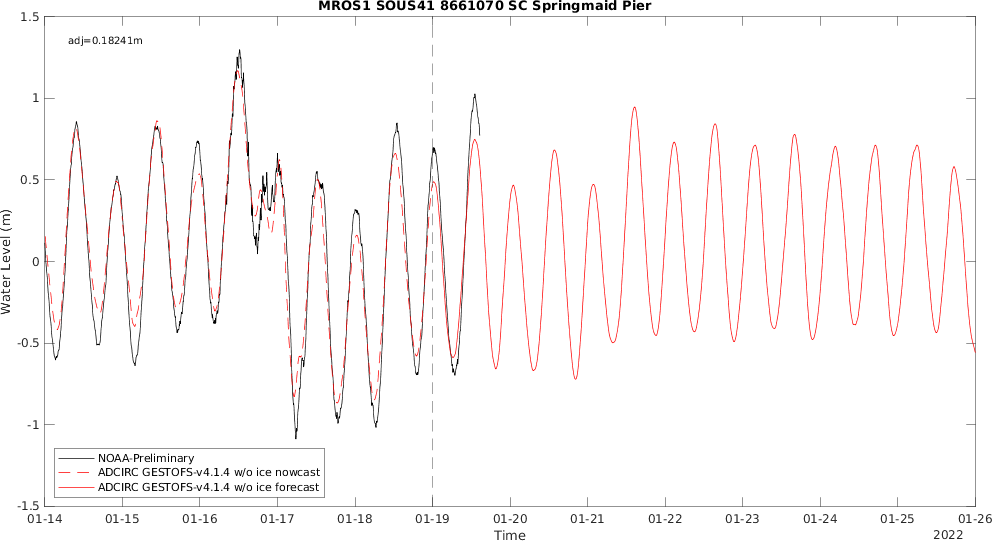 MROS1 SOUS41 8661070 SC Springmaid Pier
adj=0.18241m
1.5
1
0.5
0
-0.5
-1
-1.5
Water Level (m)
NOAA-Preliminary
ADCIRC GESTOFS-v4.1.4 w/o ice nowcast
ADCIRC GESTOFS-v4.1.4 w/o ice forecast
01-14 01-15 01-16 01-17 01-18 01-19 01-20 01-21 01-22 01-23 01-24 01-25 01-26
Time
2022